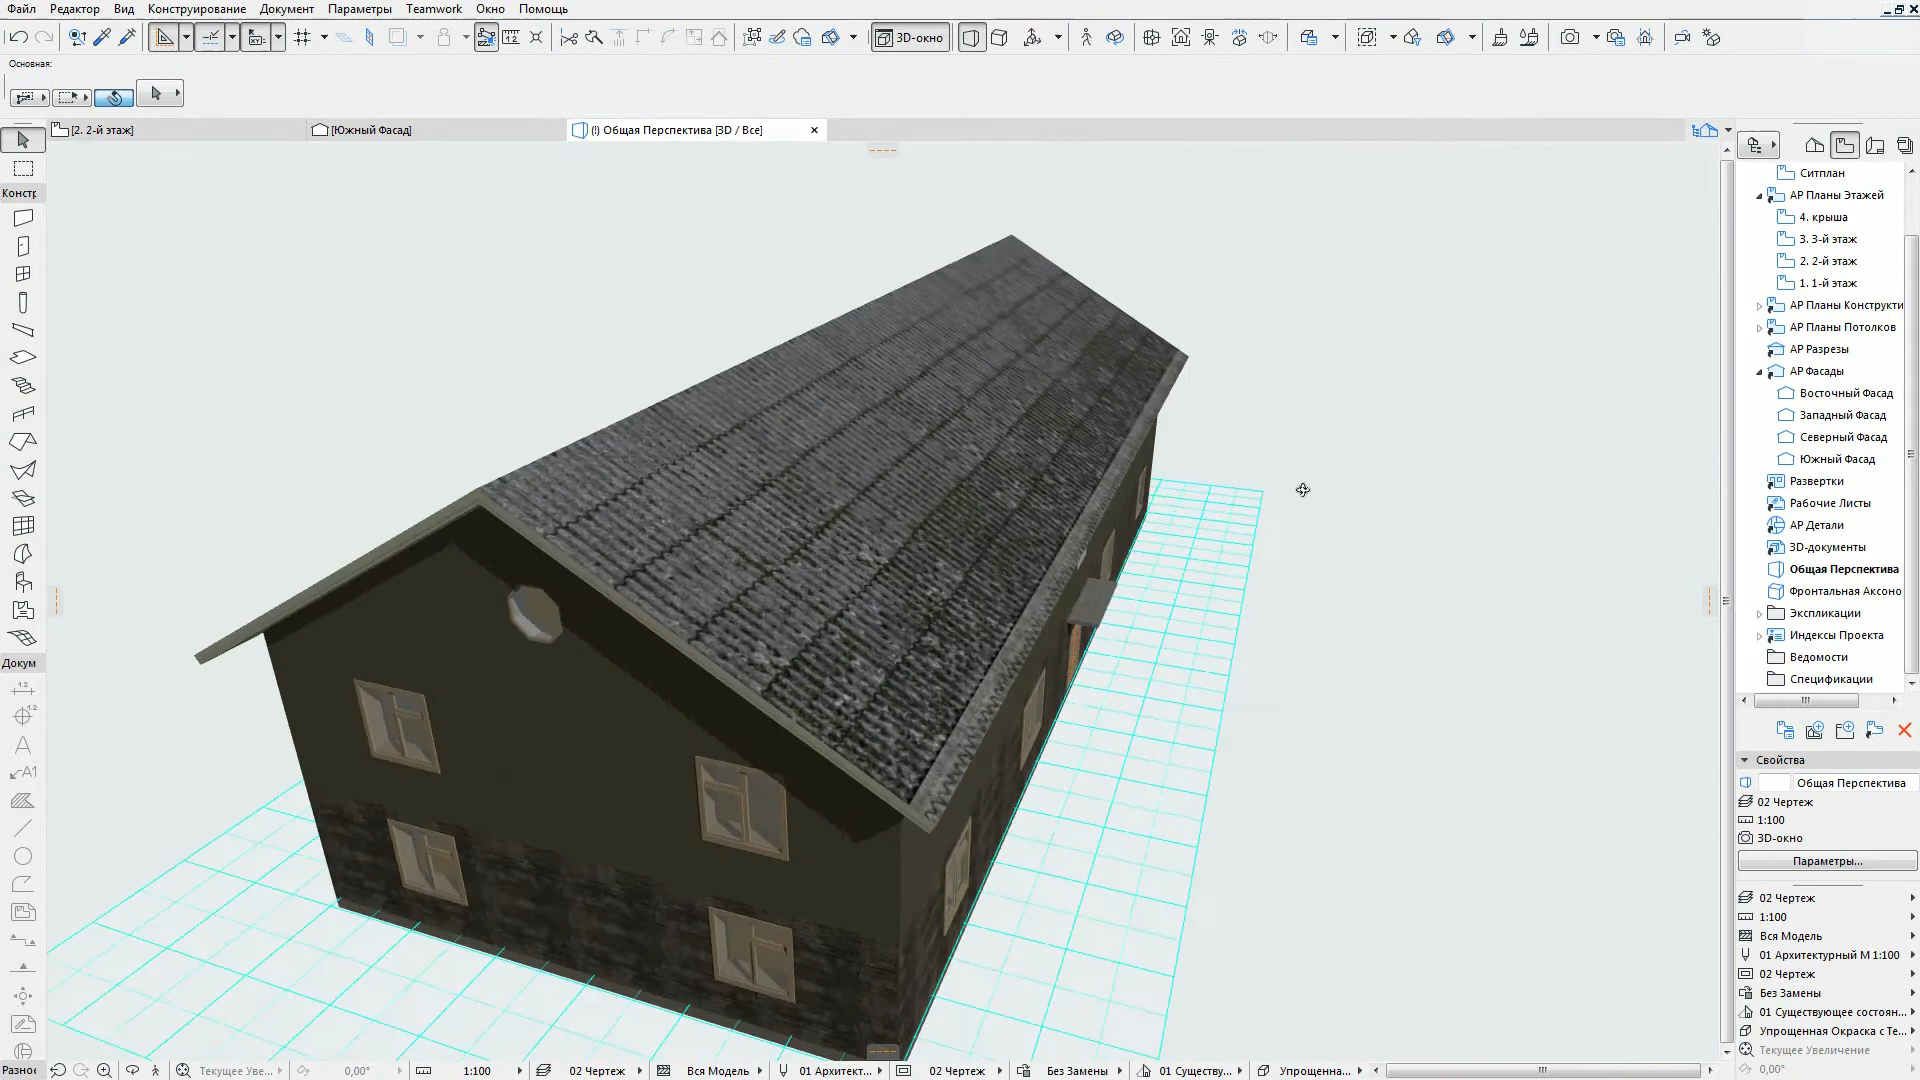 Файл Редактор Вид Конструирование Документ Параметры Teamwork Окно Помощь
3D-окно
Основная:
[2. 2-й этаж]
[Южный Фасад]
(!) Общая Перспектива [3D / Все]
Констр
Докум
Разное
Ситплан
АР Планы Этажей
4. крыша
3. 3-й этаж
2. 2-й этаж
1. 1-й этаж
АР Планы Конструкти
АР Планы Потолков
АР Разрезы
АР Фасады
Восточный Фасад
Западный Фасад
Северный Фасад
Южный Фасад
Развертки
Рабочие Листы
АР Детали
3D-документы
Общая Перспектива
Фронтальная Аксоно
Экспликации
Индексы Проекта
Ведомости
Спецификации
Свойства
Общая Перспектива
02 Чертеж
1:100
3D-окно
Параметры...
02 Чертеж
1:100
Вся Модель
01 Архитектурный М 1:100
02 Чертеж
Без Замены
01 Существующее состоян...
Упрощенная Окраска с Те...
Текущее Увеличение
0,00°
Текущее Уве... 0,00° 1:100 02 Чертеж Вся Модель 01 Архитект... 02 Чертеж Без Замены 01 Существу... Упрощенна...